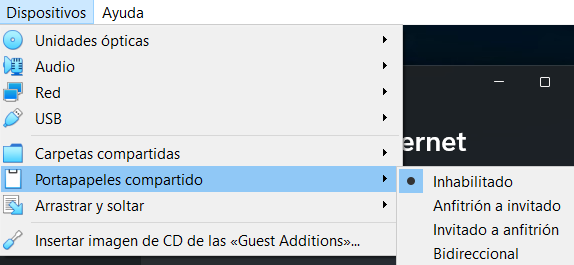 Dispositivos Ayuda
Unidades ópticas
Audio
Red
USB
ernet
Carpetas compartidas
Portapapeles compartido
Inhabilitado
Arrastrar y soltar
Anfitrión a invitado
Invitado a anfitrión
Insertar imagen de CD de las «Guest Additions»...
Bidireccional